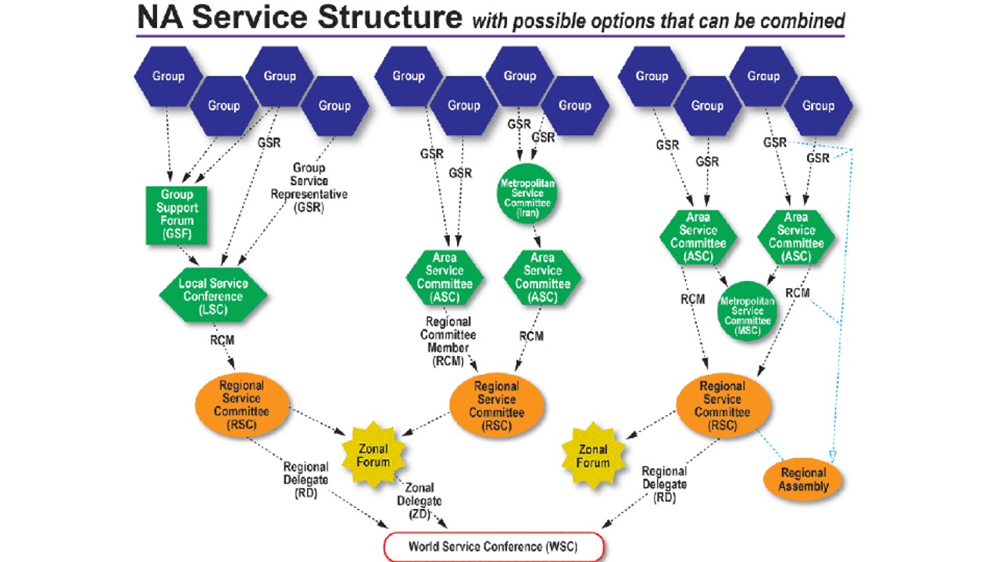 NA Service Structure with possible options that can be combined
Group
Group
Group
Group
Group
Group
Group
Group
Group
Group
Group
Group
GSR
Group
Service
Representative
(GSR)
GSR
GSR
GSR
GSR
GSR
GSR
GSR
GSR
Group
Support
Forum
(GSF)
Metropolitan
Service
Committee
(Iran)
Area
Service
Committee
(ASC)
Area
Service
Committee
(ASC)
Local Service
Conference
(LSC)
Area
Service
Committee
(ASC)
Area
Service
Committee
(ASC)
Metropolitan
Service
Committee
(MSC)
RCM
Regional
Committee
Member
(RCM)
RCM
RCM
RCM
Regional
Service
Committee
(RSC)
Regional
Service
Committee
(RSC)
Regional
Service
Committee
(RSC)
Zonal
Forum
Zonal
Forum
Regional
Assembly
Regional
Delegate
(RD)
Zonal
Delegate
(ZD)
Regional
Delegate
(RD)
World Service Conference (WSC)